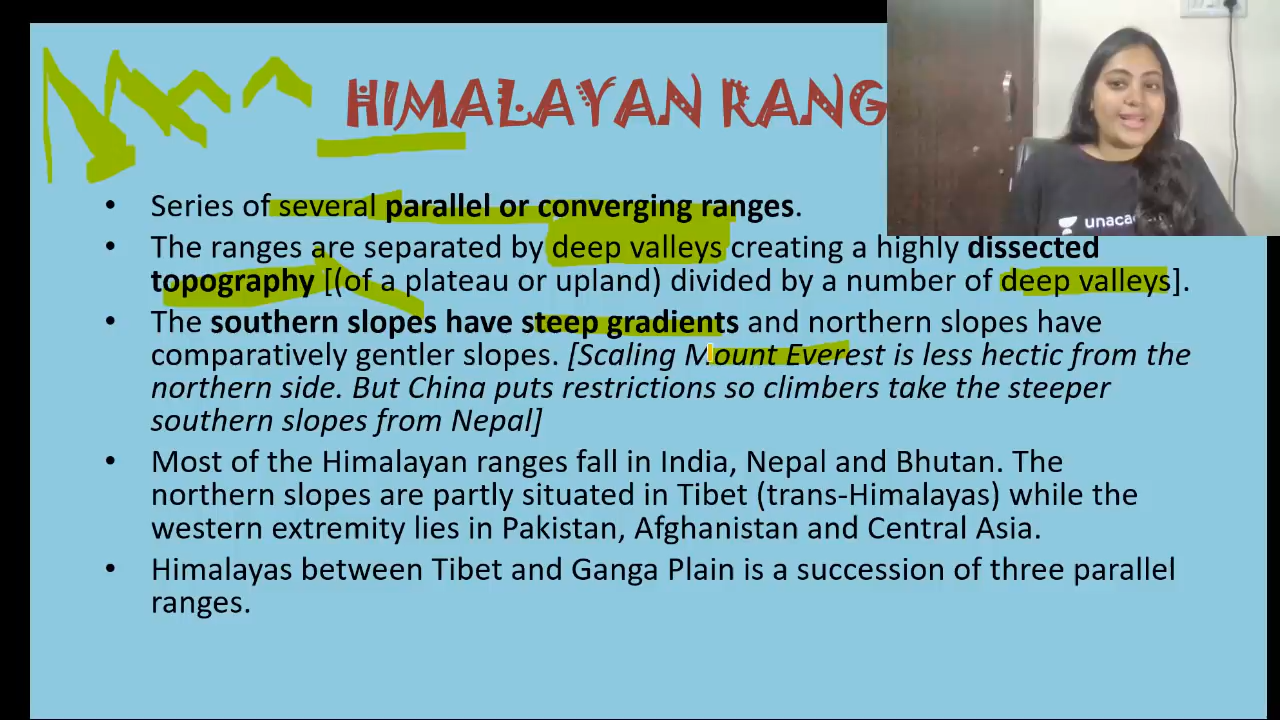 HIMALAYAN RANG
• Series of several parallel or converging ranges.
• The ranges are separated by deep valleys creating a highly dissected
topography [(of a plateau or upland) divided by a number of deep valleys].
• The southern slopes have steep gradients and northern slopes have
comparatively gentler slopes. [Scaling Mount Everest is less hectic from the
northern side. But China puts restrictions so climbers take the steeper
southern slopes from Nepal]
• Most of the Himalayan ranges fall in India, Nepal and Bhutan. The
northern slopes are partly situated in Tibet (trans-Himalayas) while the
western extremity lies in Pakistan, Afghanistan and Central Asia.
• Himalayas between Tibet and Ganga Plain is a succession of three parallel
ranges.